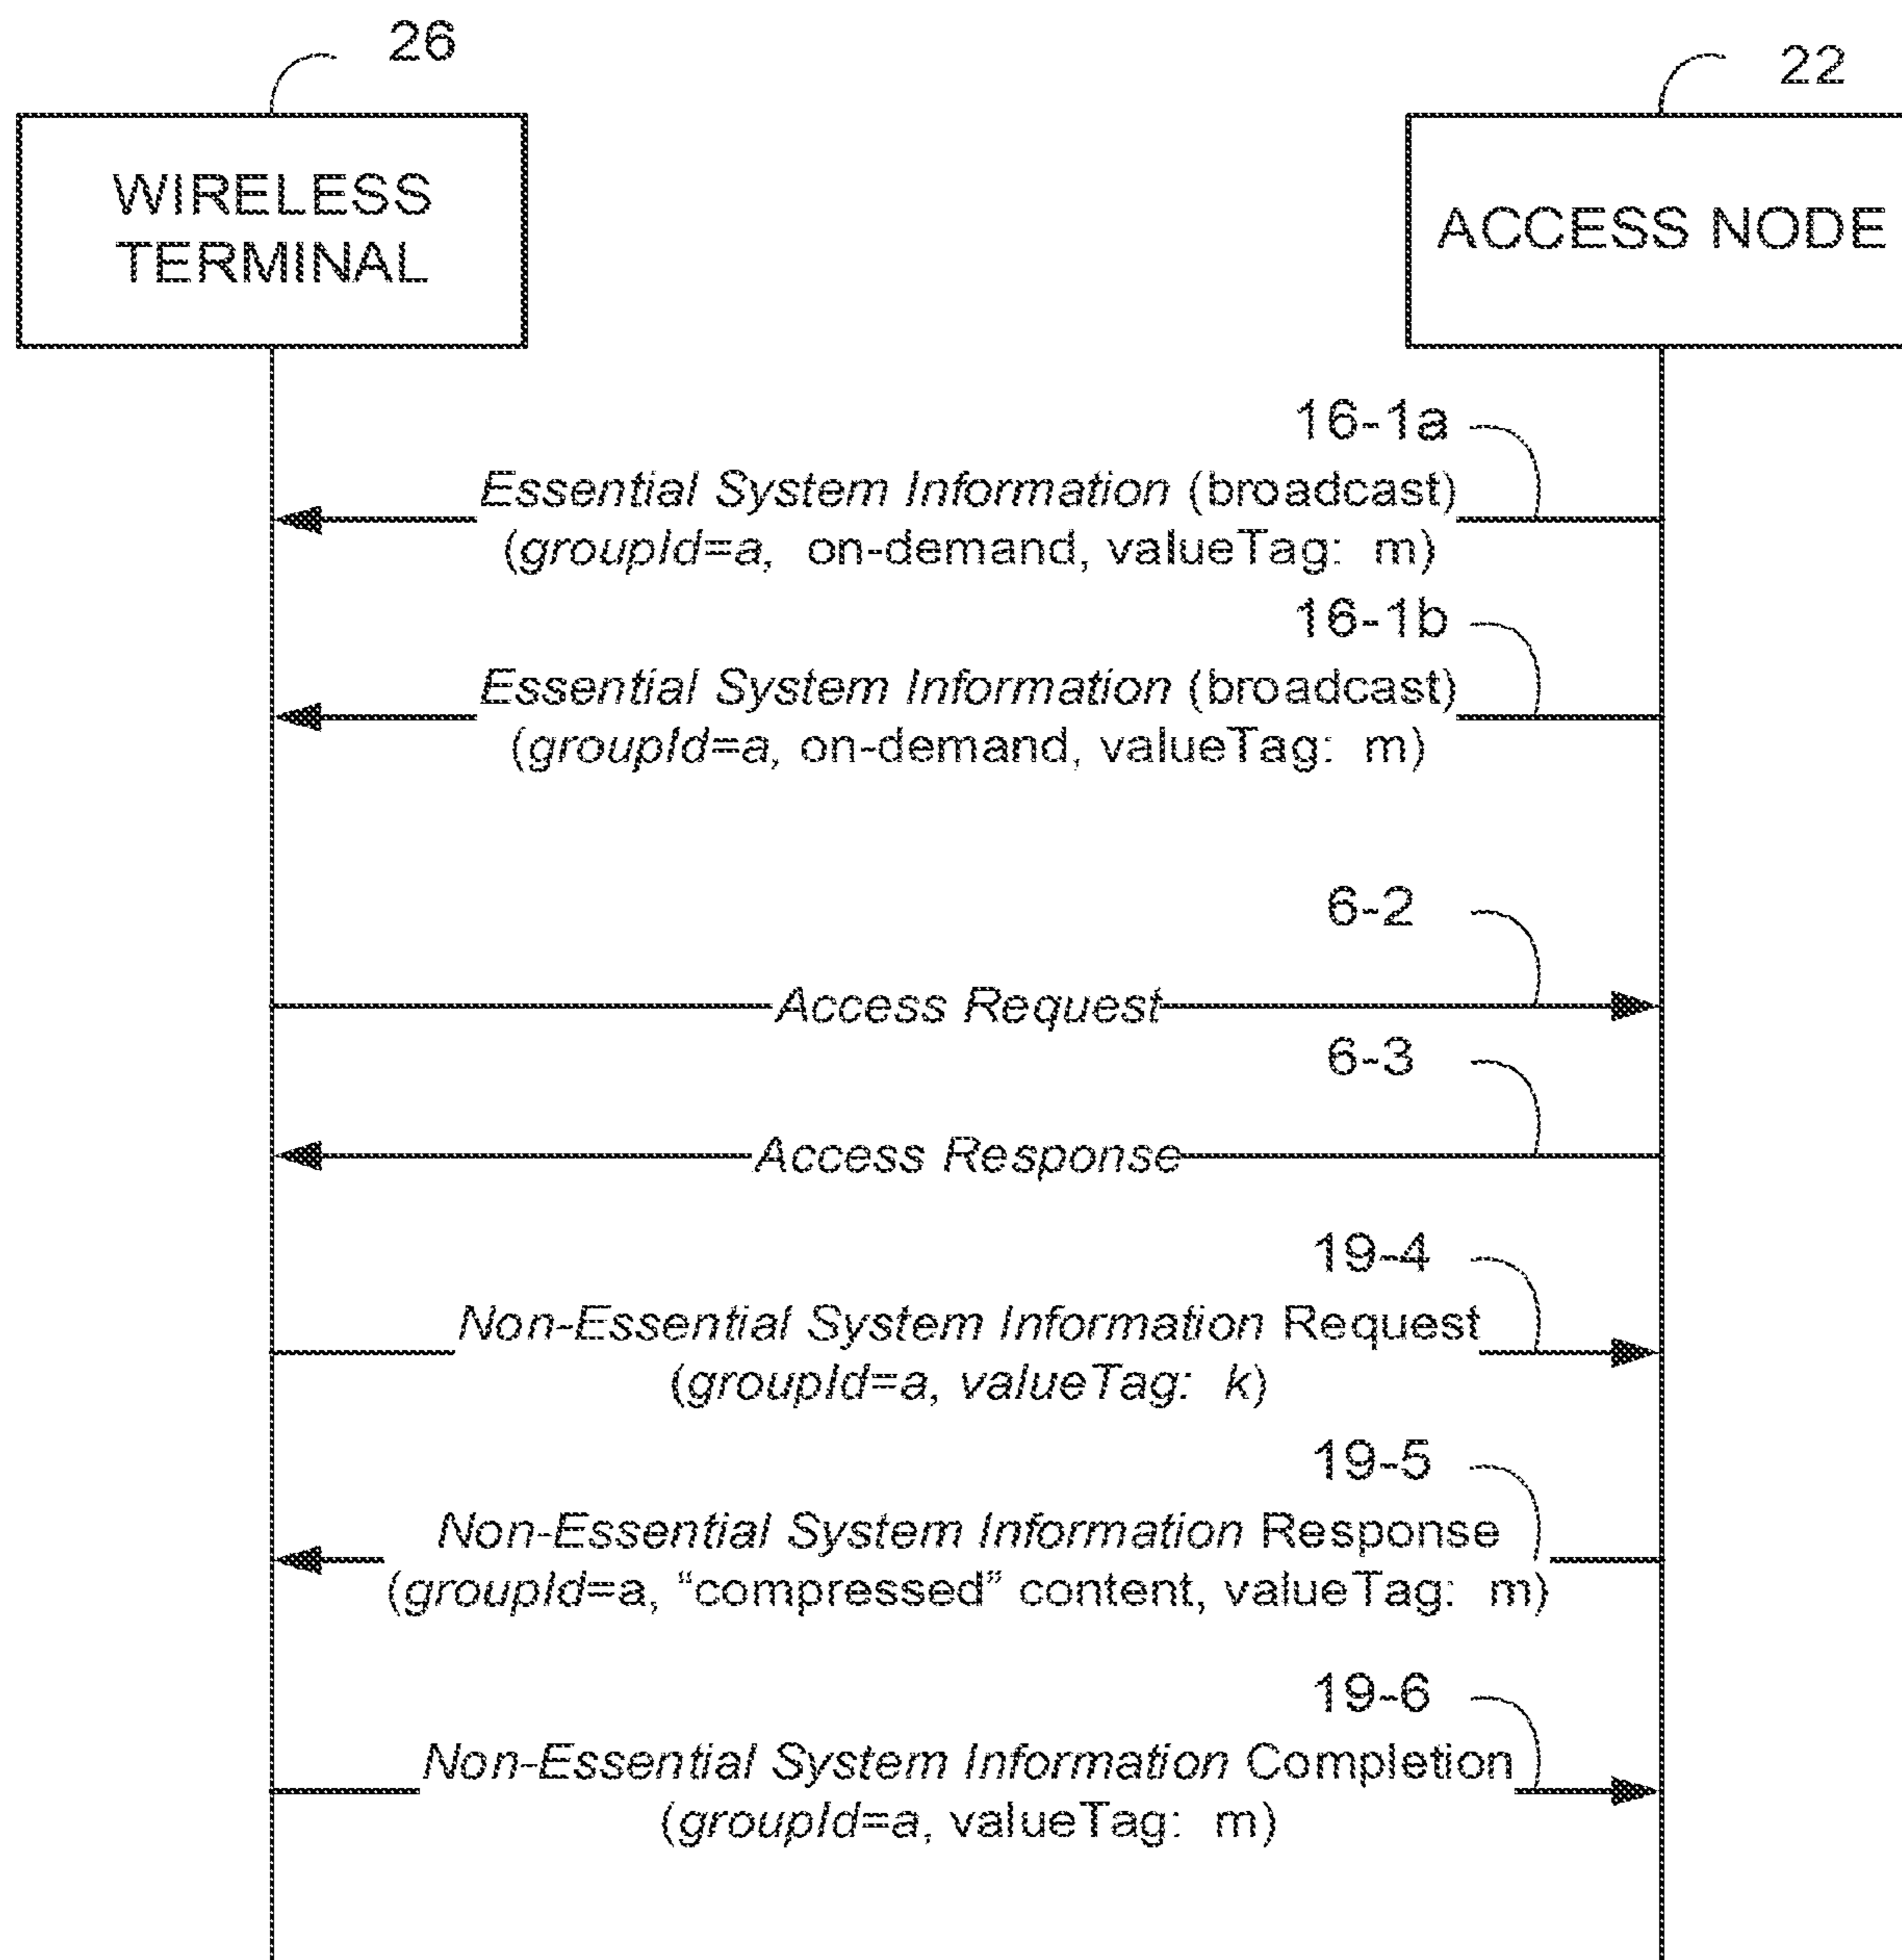 26
22
WIRELESS
TERMINAL
ACCESS NODE
16-1a
Essential System Information (broadcast)
(groupId=a, on-demand, valueTag: m)
16-1b
Essential System Information (broadcast)
(groupId=a, on-demand, valueTag: m)
6-2
Access Request
6-3
Access Response
19-4
Non-Essential System Information Request
(groupId=a, valueTag: k)
19-5
Non-Essential System Information Response
(groupId=a, “compressed” content, valueTag: m)
19-6
Non-Essential System Information Completion
(groupId=a, valueTag: m)